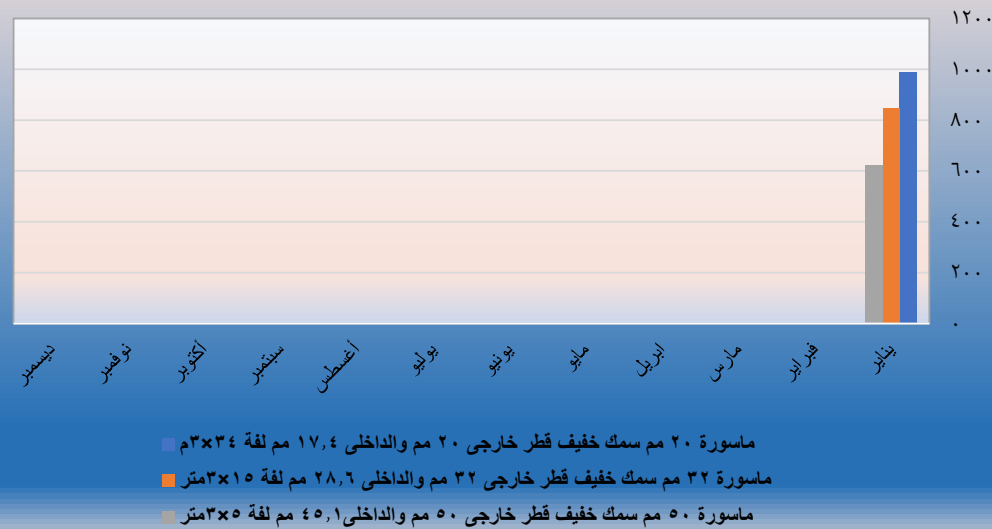 ١٢٠٠
١٠٠٠
٨٠٠
٦٠٠
٤٠٠
٢٠٠
٠
يناير
فبراير
مارس
ابريل
مايو
يونيو
يوليو
أغسطس
سبتمبر
أكتوبر
نوفمبر
ديسمبر
ماسورة ٢٠ مم سمك خفيف قطر خارجى ٢٠ مم والداخلى ١٧,٤ مم لفة ٣٤×٣م
ماسورة ٣٢ مم سمك خفيف قطر خارجى ٣٢ مم والداخلى ٢٨,٦ مم لفة ١٥×٣متر
ماسورة ٥٠ مم سمك خفيف قطر خارجى ٥٠ مم والداخلى٤٥,١ مم لفة ٥×٣متر